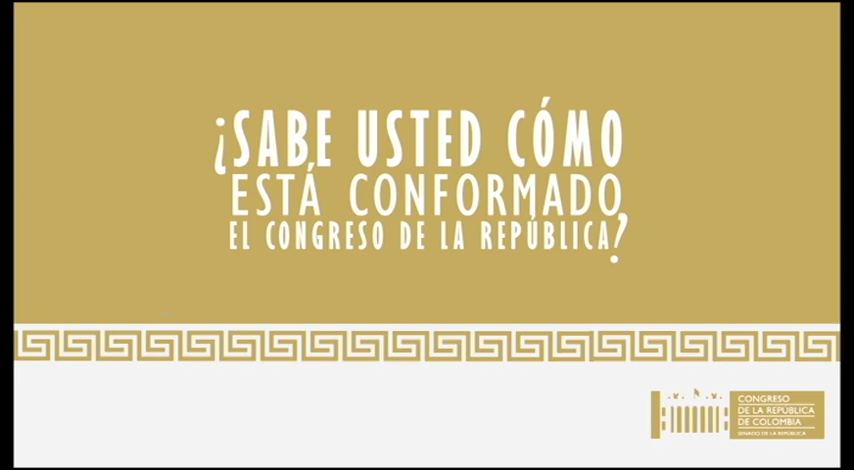 ¿SABE USTED CÓMO
ESTÁ CONFORMADO
EL CONGRESO DE LA REPÚBLICA?
CONGRESO
DE LA REPÚBLICA
DE COLOMBIA
SENADO DE LA REPÚBLICA